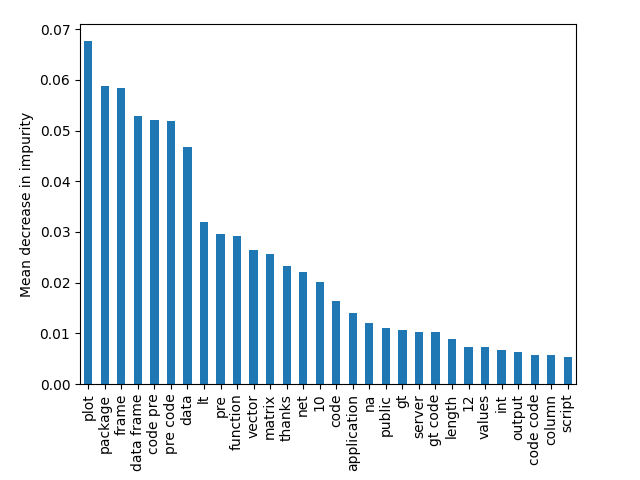 0.07
0.06
0.05
0.04
0.03
0.02
0.01
0.00
Mean decrease in impurity
plot
package
frame
data frame
code pre
pre code
data
lt
pre
function
vector
matrix
thanks
net
10
code
application
na
public
gt
server
gt code
length
12
values
int
output
code code
column
script